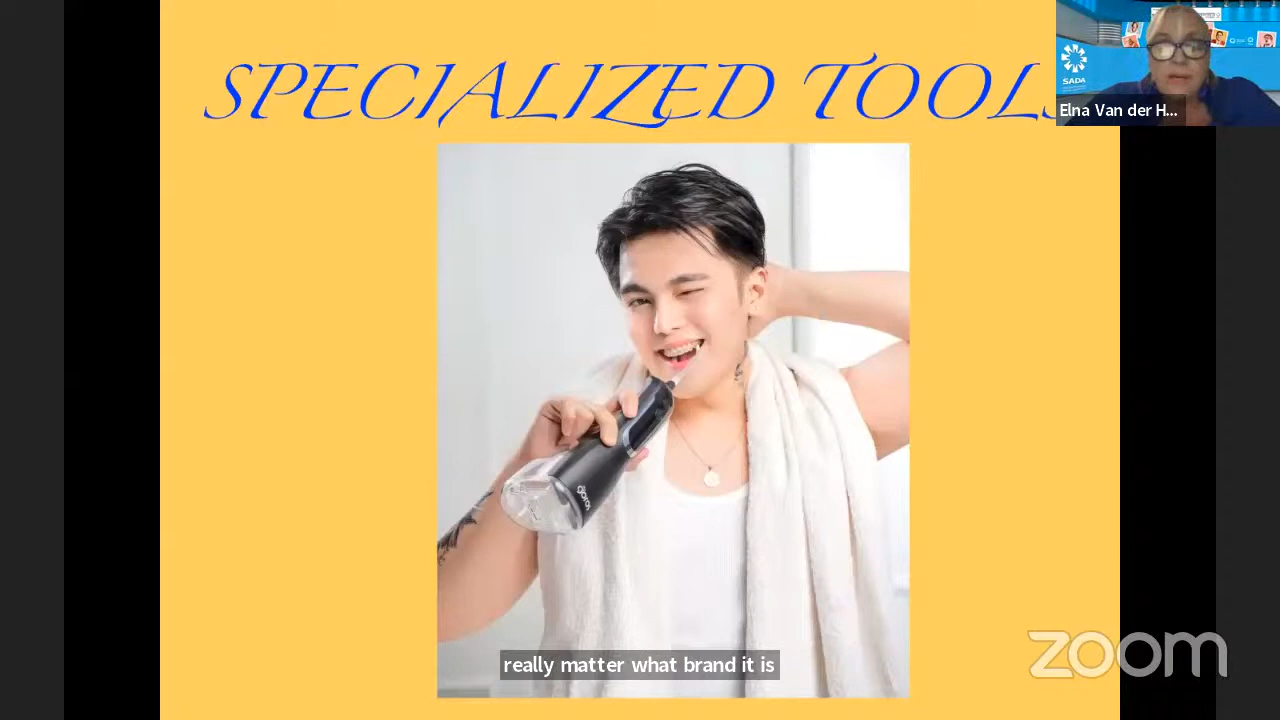 SPECIALIZED TOOLS
SADA
Elna Van der H...
really matter what brand it is
zoom